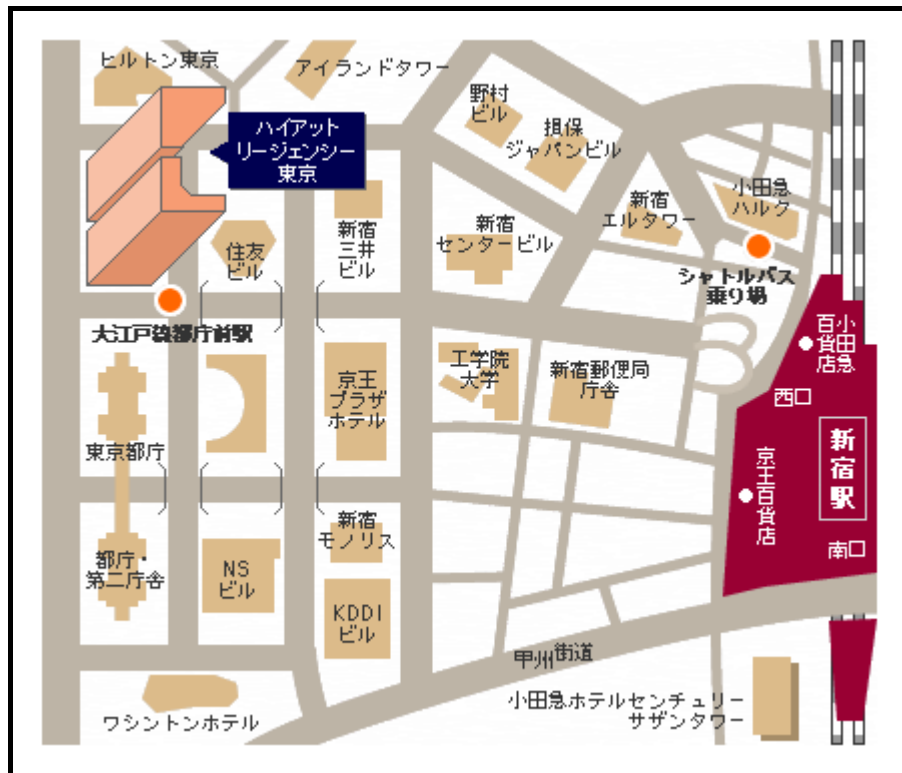 ヒルトン東京
アイランドタワー
野村
ビル
損保
ジャパンビル
ハイアット
リージェンシー
東京
小田急
ハルク
新宿
エルタワー
新宿
三井
ビル
新宿
センタービル
住友
ビル
シャトルバス
乗り場
大江戸線都庁前駅
小田急
百貨店
工学院
大学
新宿郵便局
庁舎
京王
プラザ
ホテル
西口
新宿駅
東京都庁
京王百貨店
新宿
モノリス
南口
都庁・
第二庁舎
NS
ビル
KDDI
ビル
甲州街道
小田急ホテルセンチュリー
サザンタワー
ワシントンホテル